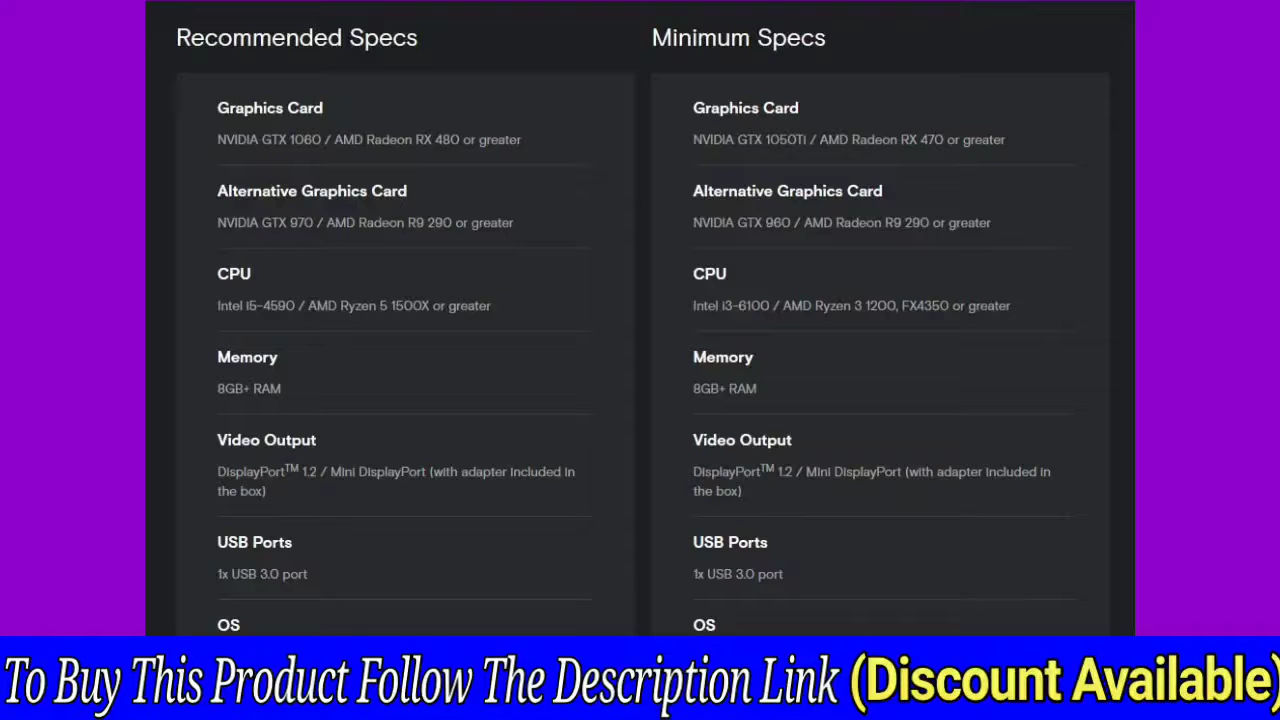 Recommended Specs
Graphics Card
NVIDIA GTX 1060 / AMD Radeon RX 480 or greater
Alternative Graphics Card
NVIDIA GTX 970 / AMD Radeon R9 290 or greater
CPU
Intel i5-4590 / AMD Ryzen 5 1500X or greater
Memory
8GB+ RAM
Video Output
DisplayPort™ 1.2 / Mini DisplayPort (with adapter included in
the box)
USB Ports
1x USB 3.0 port
OS
Minimum Specs
Graphics Card
NVIDIA GTX 1050Ti / AMD Radeon RX 470 or greater
Alternative Graphics Card
NVIDIA GTX 960 / AMD Radeon R9 290 or greater
CPU
Intel i3-6100 / AMD Ryzen 3 1200, FX4350 or greater
Memory
8GB+ RAM
Video Output
DisplayPort™ 1.2 / Mini DisplayPort (with adapter included in
the box)
USB Ports
1x USB 3.0 port
OS
To Buy This Product Follow The Description Link (Discount Available)